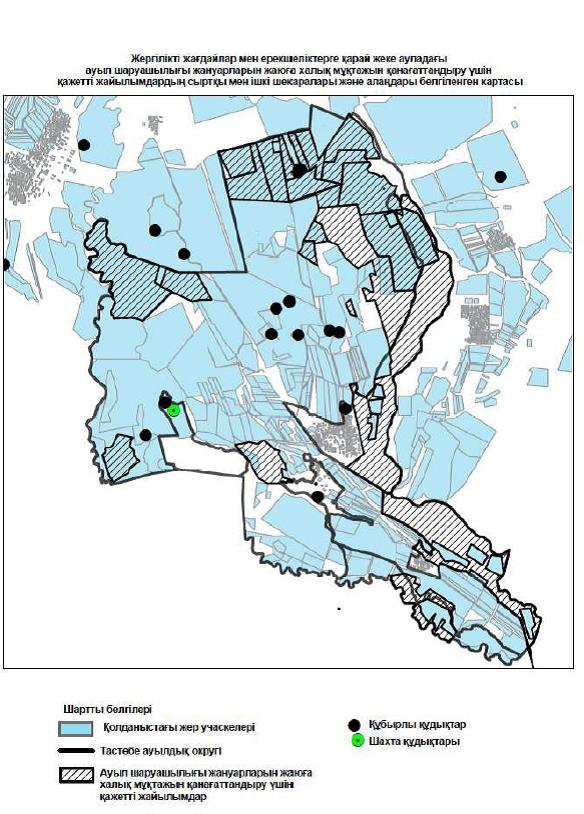 Жергілікті жағдайлар мен ерекшеліктерге қарай жеке ауладағы
ауыл шаруашылығы жануарларын жаюға халық мұқтажын қанағаттандыру үшін
қажетті жайылымдардың сыртқы мен ішкі шекаралары және алаңдары белгіленген картасы
Шартты белгілері
Қолданыстағы жер учаскелері
Тастөбе ауылдық округі
Ауыл шаруашылығы жануарларын жаюға
халық мұқтажын қанағаттандыру үшін
қажетті жайылымдар
Құбырлы құдықтар
Шахта құдықтары